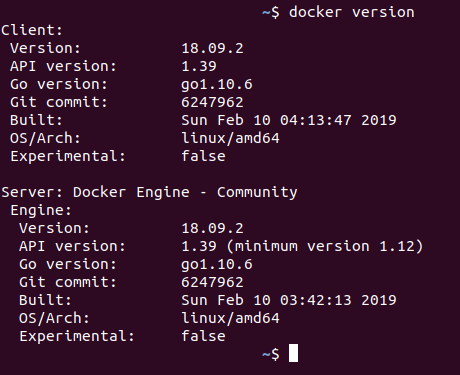 ~$ docker version
Client:
 Version:           18.09.2
 API version:       1.39
 Go version:        go1.10.6
 Git commit:        6247962
 Built:             Sun Feb 10 04:13:47 2019
 OS/Arch:           linux/amd64
 Experimental:      false

Server: Docker Engine - Community
 Engine:
  Version:          18.09.2
  API version:      1.39 (minimum version 1.12)
  Go version:       go1.10.6
  Git commit:       6247962
  Built:            Sun Feb 10 03:42:13 2019
  OS/Arch:          linux/amd64
  Experimental:     false
~$